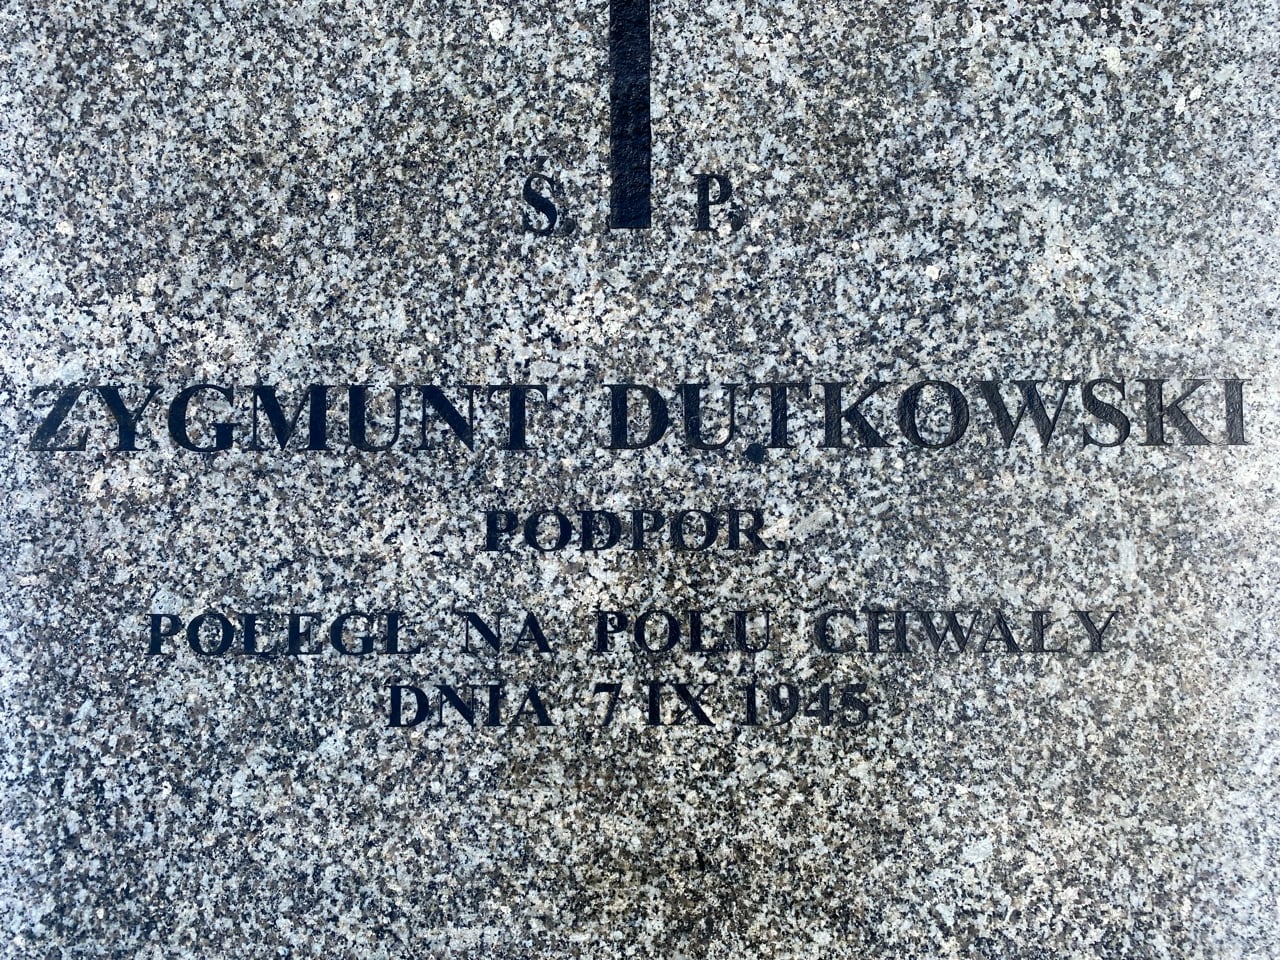 Ś. P.
ZYGMUNT DUTKOWSKI
PODPOR.
POLEGŁ NA POLU CHWAŁY
DNIA 7 IX 1945